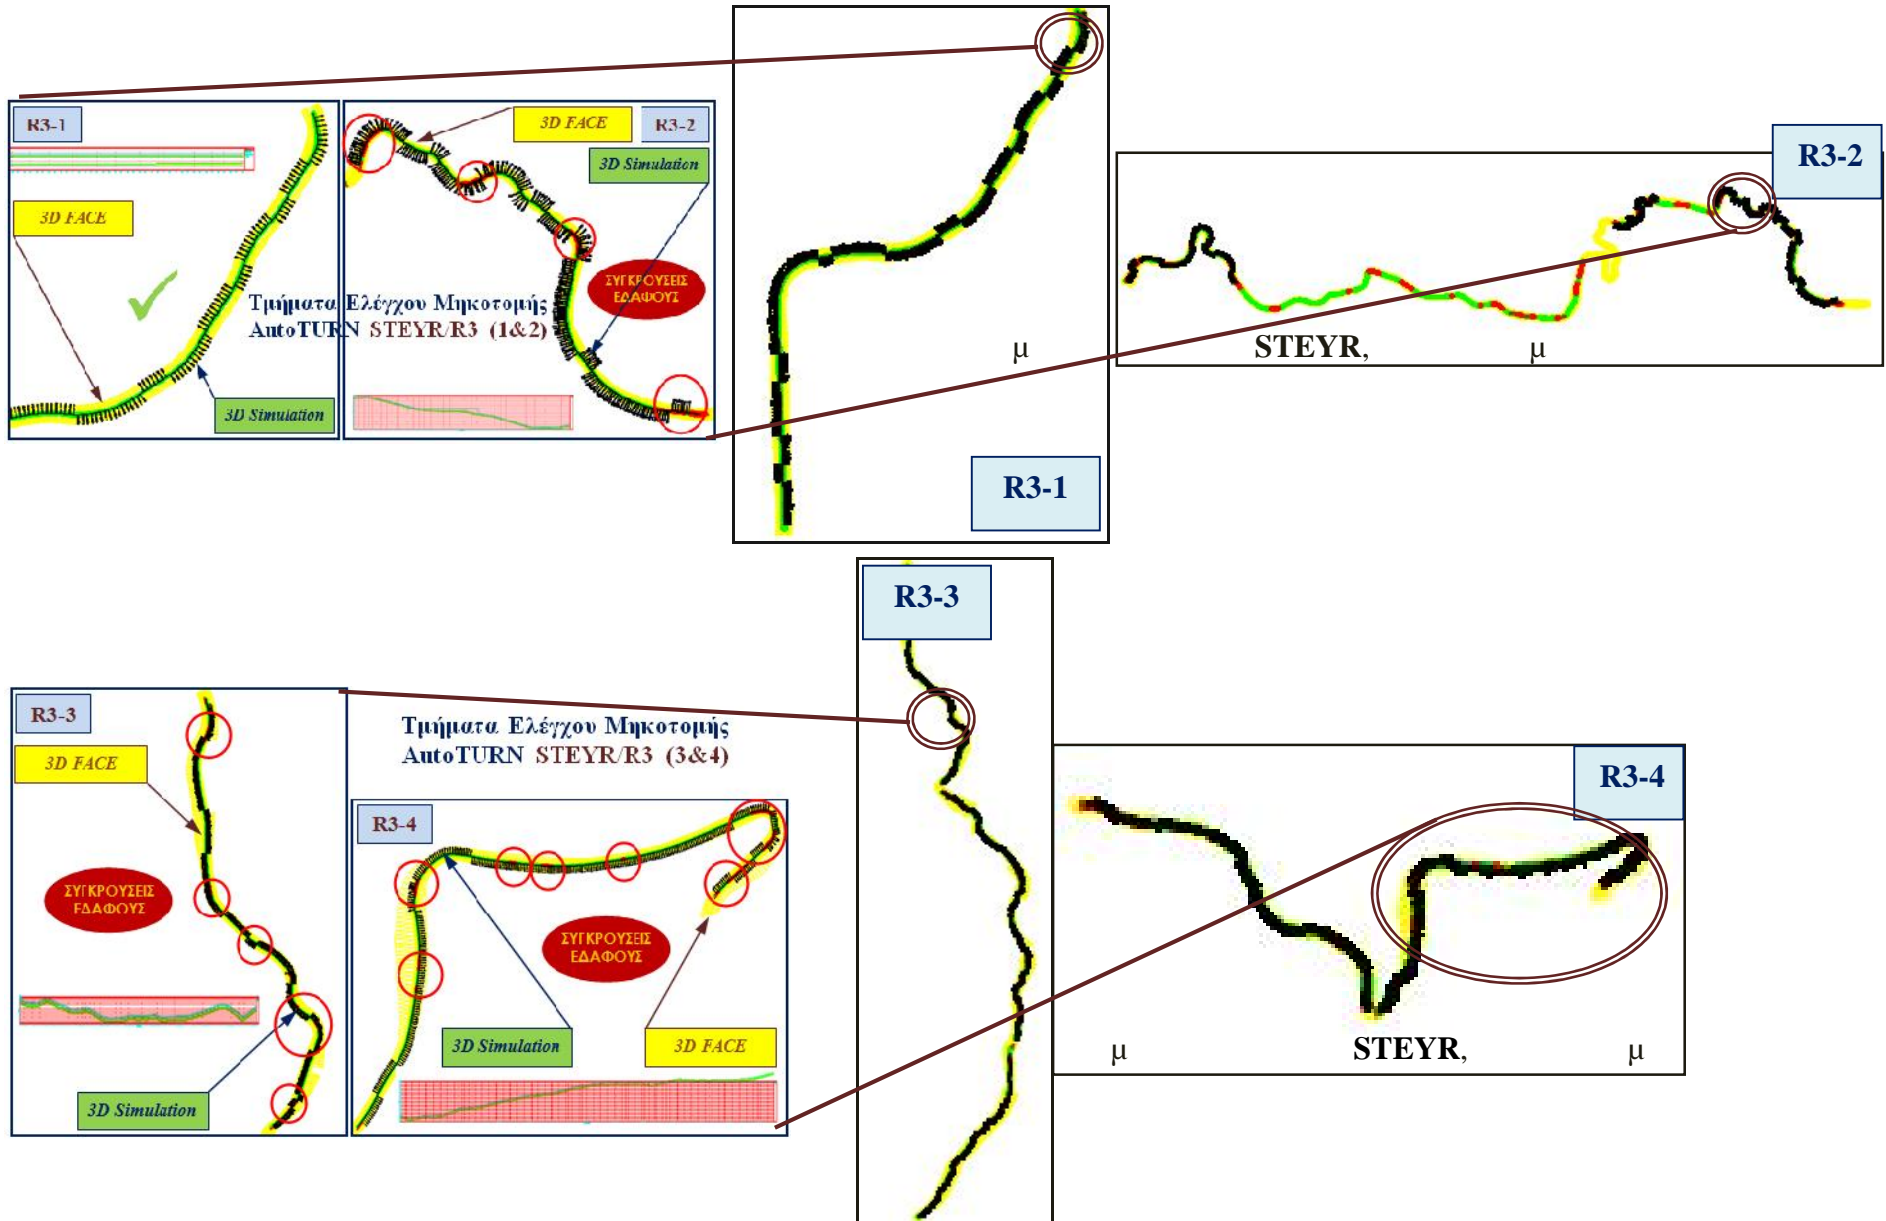 R3-1
3D FACE
3D Simulation
3D FACE
R3-2
3D Simulation
ΣΥΓΚΡΟΥΣΕΙΣ
ΕΔΑΦΟΥΣ
Τμήματα Ελέγχου Μηκοτομής
AutoTURN STEYR/R3 (1&2)
R3-1
μ
R3-2
STEYR, μ
R3-3
3D FACE
ΣΥΓΚΡΟΥΣΕΙΣ
ΕΔΑΦΟΥΣ
3D Simulation
Τμήματα Ελέγχου Μηκοτομής
AutoTURN STEYR/R3 (3&4)
R3-4
ΣΥΓΚΡΟΥΣΕΙΣ
ΕΔΑΦΟΥΣ
3D Simulation
3D FACE
R3-3
R3-4
μ STEYR, μ